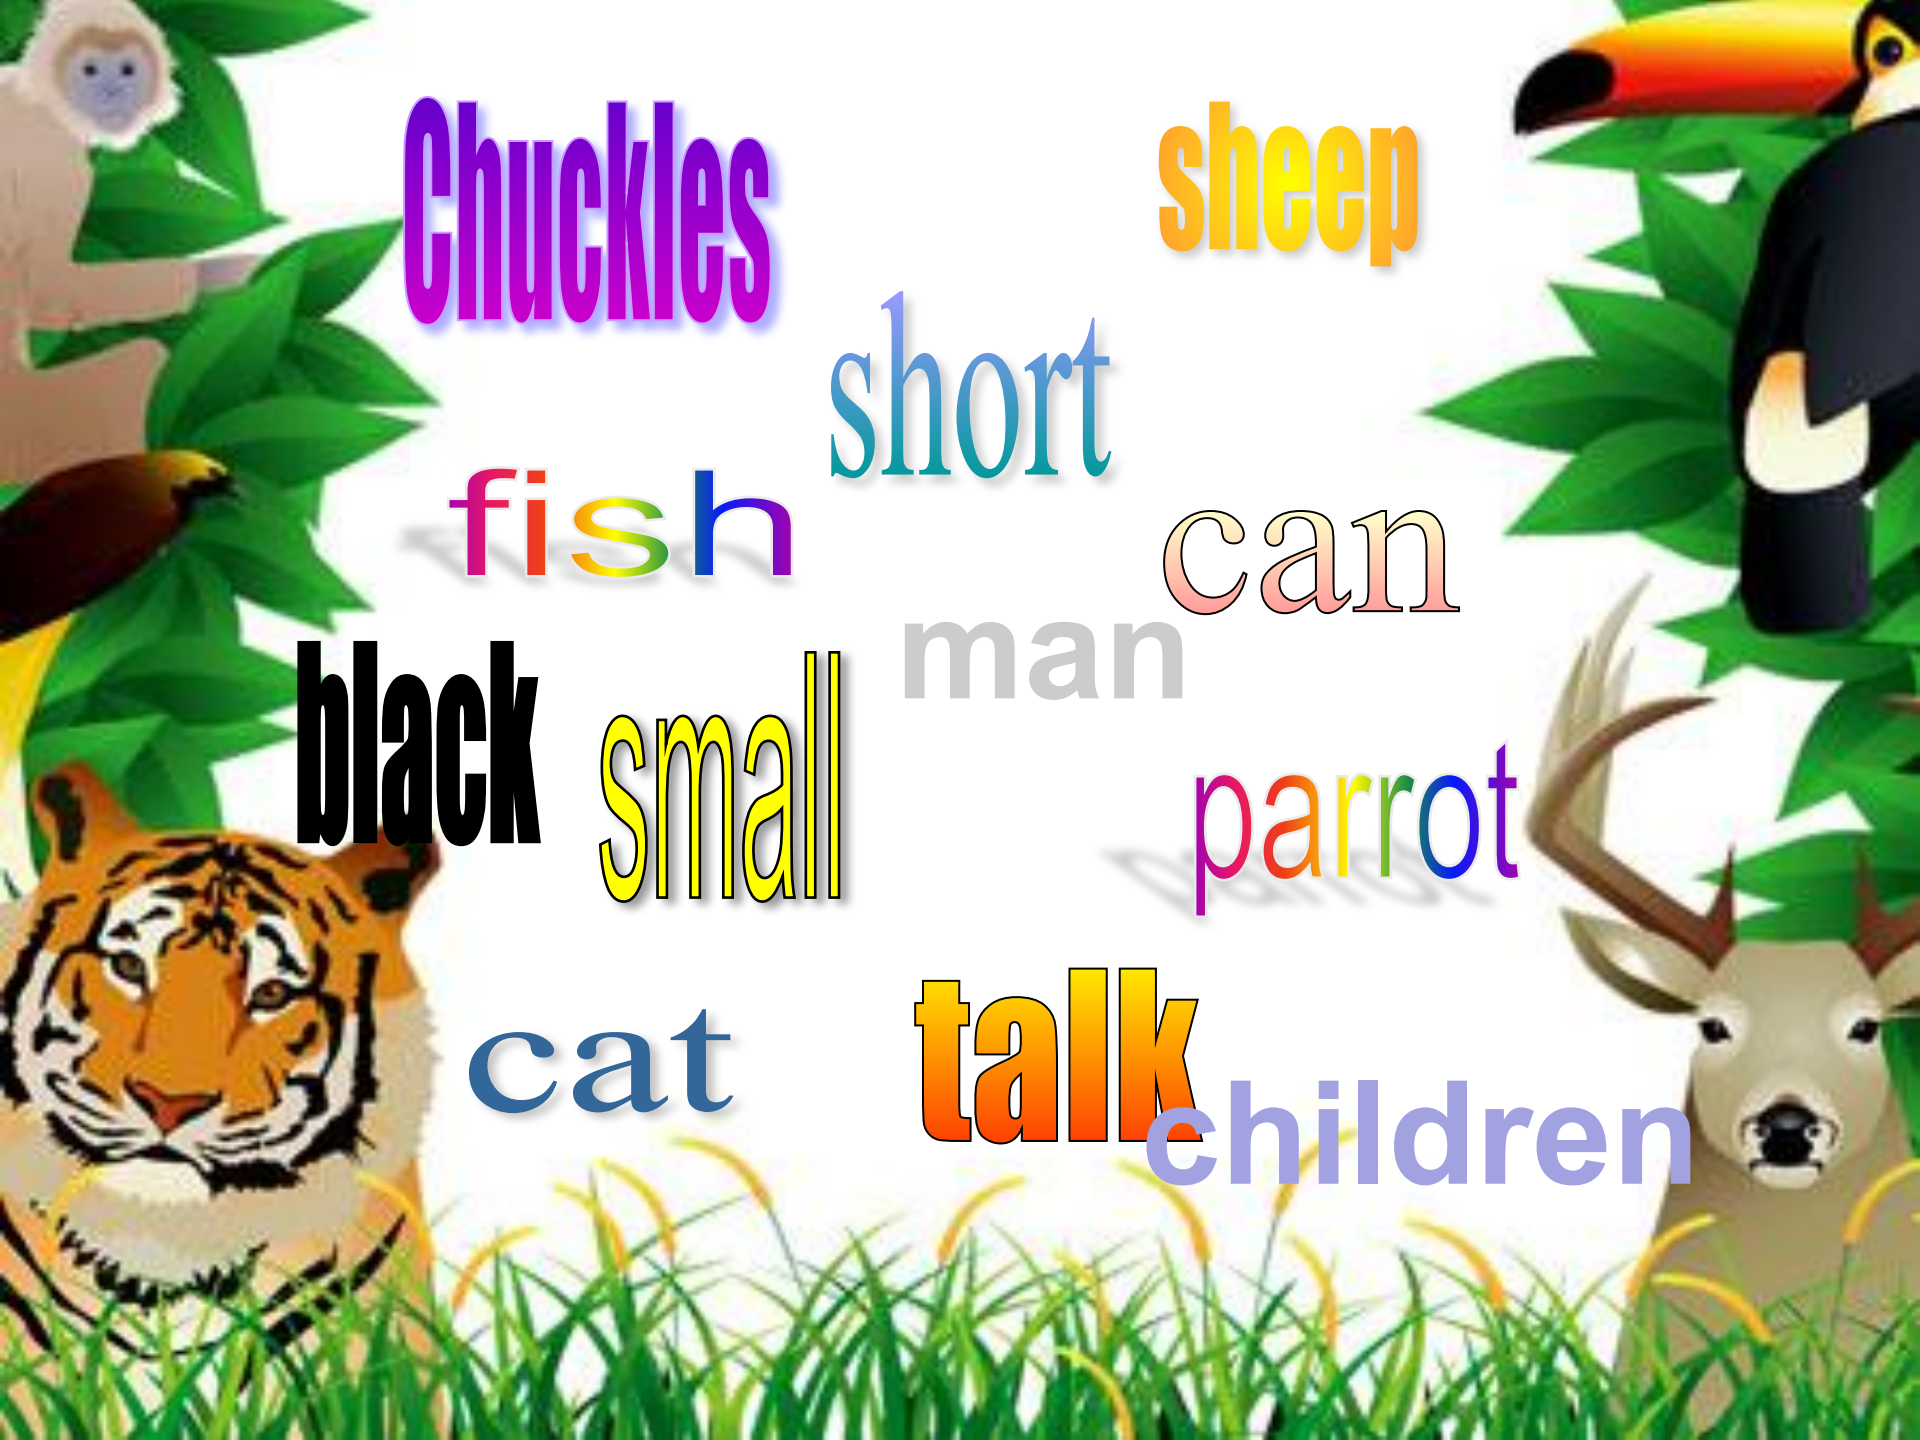 Chuckles
sheep
short
fish
can
man
black
small
parrot
cat
talk
children